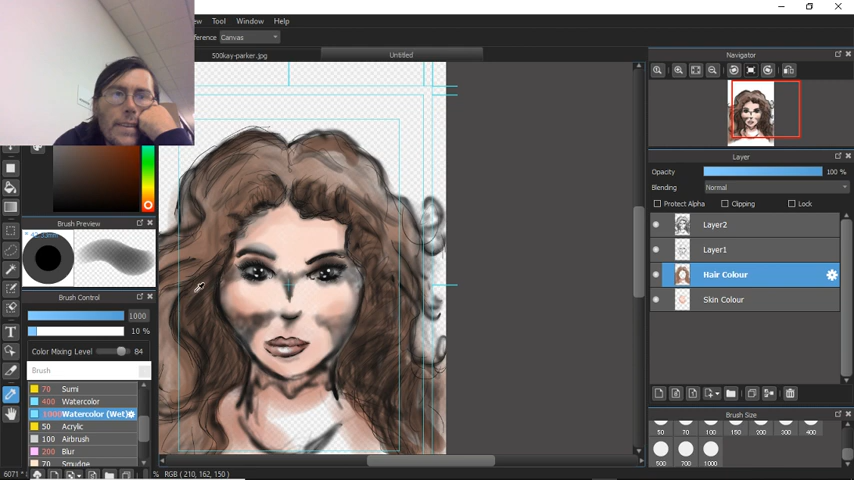 ew Tool Window Help
ference Canvas
500kay-parker.jpg Untitled
Navigator
Layer
Opacity 100 %
Blending Normal
Protect Alpha Clipping Lock
Layer2
Layer1
Hair Colour
Skin Colour
Brush Preview
Brush Control
1000
10 %
Color Mixing Level 84
Brush
70 Sumi
400 Watercolor
1000 Watercolor (Wet)
50 Acrylic
100 Airbrush
200 Blur
70 Smudge
Brush Size
50 70 100 150 200 300 400
500 700 1000
6071 * % RGB ( 210, 162, 150 )